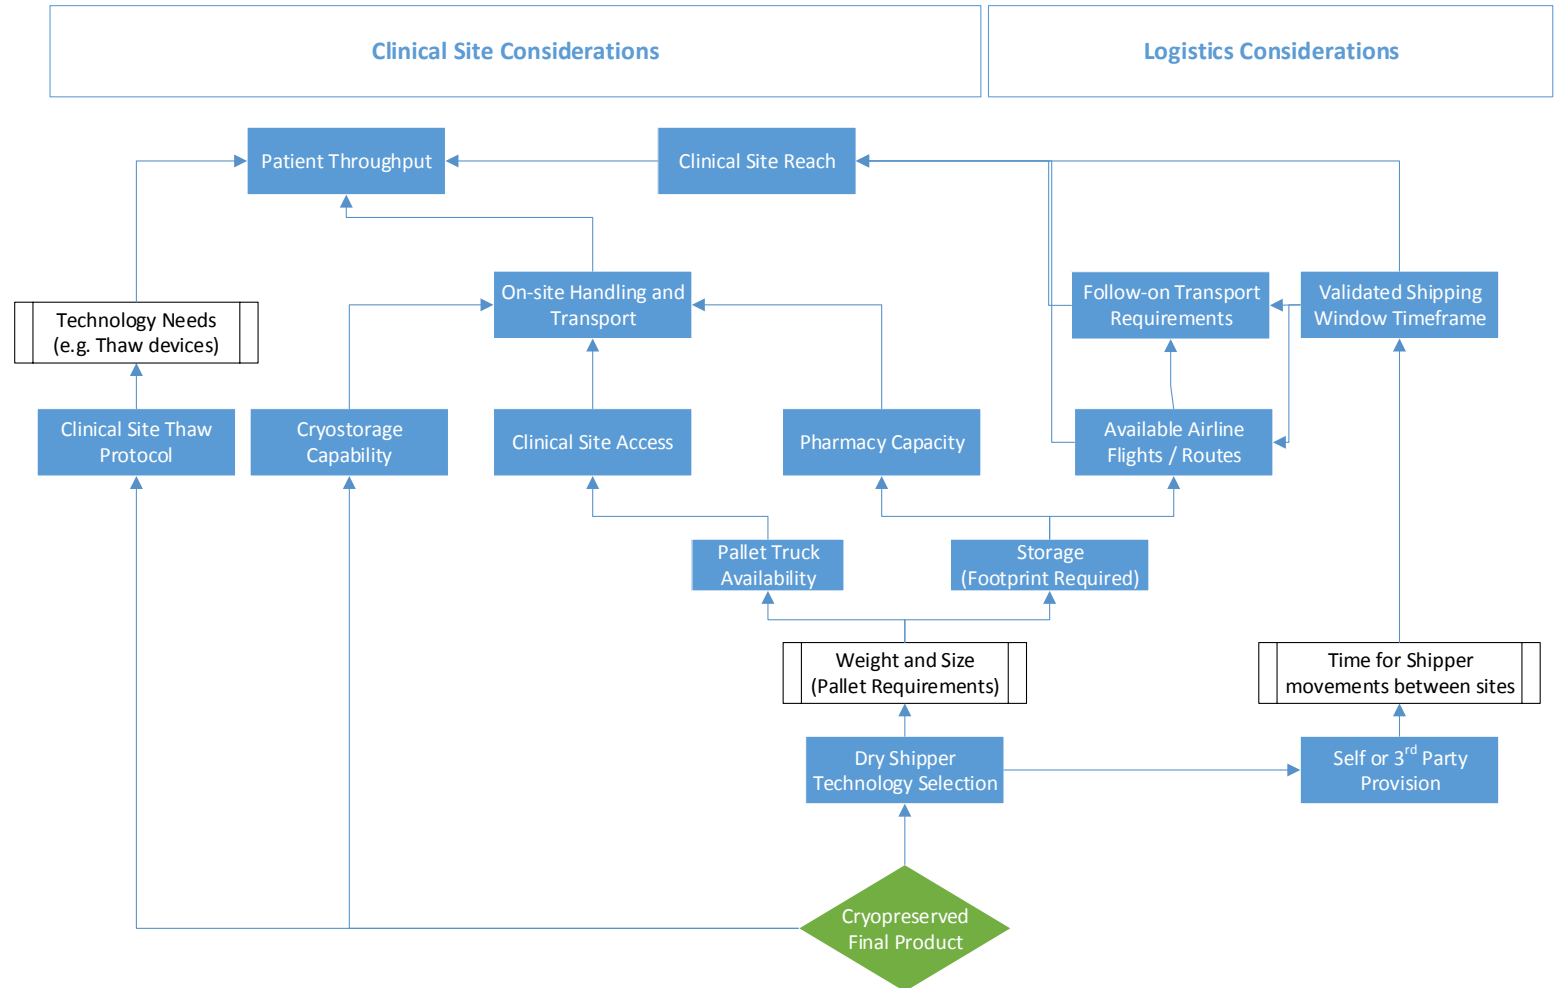 Clinical Site Considerations
Logistics Considerations
Patient Throughput
Clinical Site Reach
On-site Handling and
Transport
Follow-on Transport
Requirements
Validated Shipping
Window Timeframe
Technology Needs
(e.g. Thaw devices)
Clinical Site Thaw
Protocol
Cryostorage
Capability
Clinical Site Access
Pharmacy Capacity
Available Airline
Flights / Routes
Pallet Truck
Availability
Storage
(Footprint Required)
Weight and Size
(Pallet Requirements)
Time for Shipper
movements between sites
Dry Shipper
Technology Selection
Self or 3rd Party
Provision
Cryopreserved
Final Product